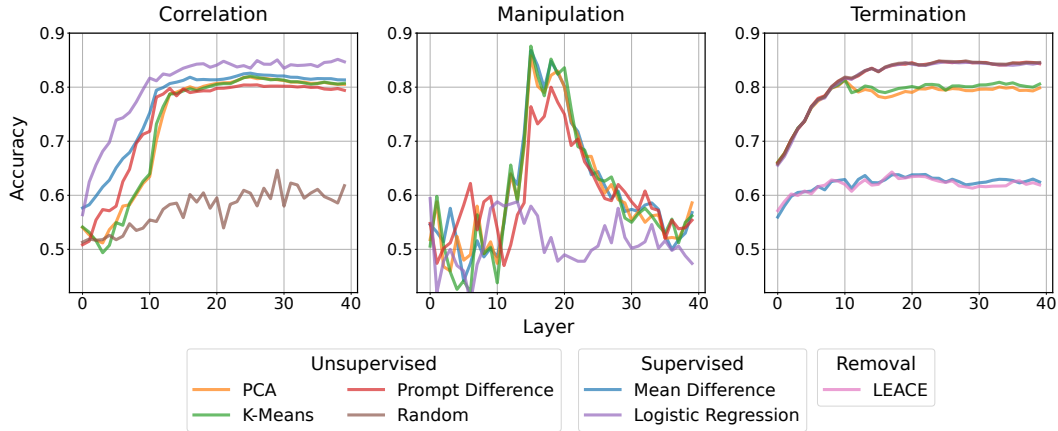 Correlation
Manipulation
Termination
Accuracy
0.9
0.8
0.7
0.6
0.5
0 10 20 30 40
0.9
0.8
0.7
0.6
0.5
0 10 20 30 40
0.9
0.8
0.7
0.6
0.5
0 10 20 30 40
Layer
Unsupervised
PCA
K-Means
Prompt Difference
Random
Supervised
Mean Difference
Logistic Regression
Removal
LEACE